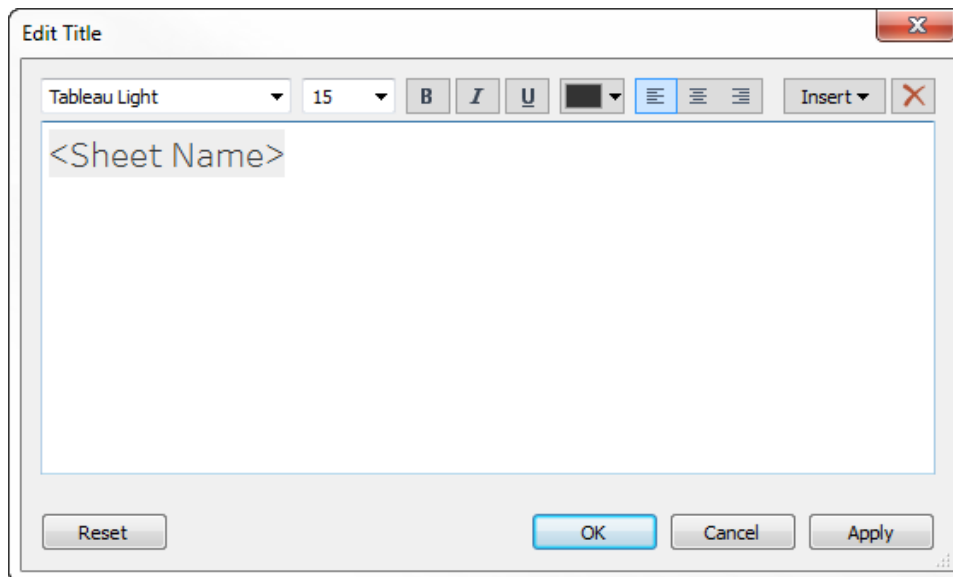 Edit Title
Tableau Light 15 B I U Insert
<Sheet Name>
Reset OK Cancel Apply